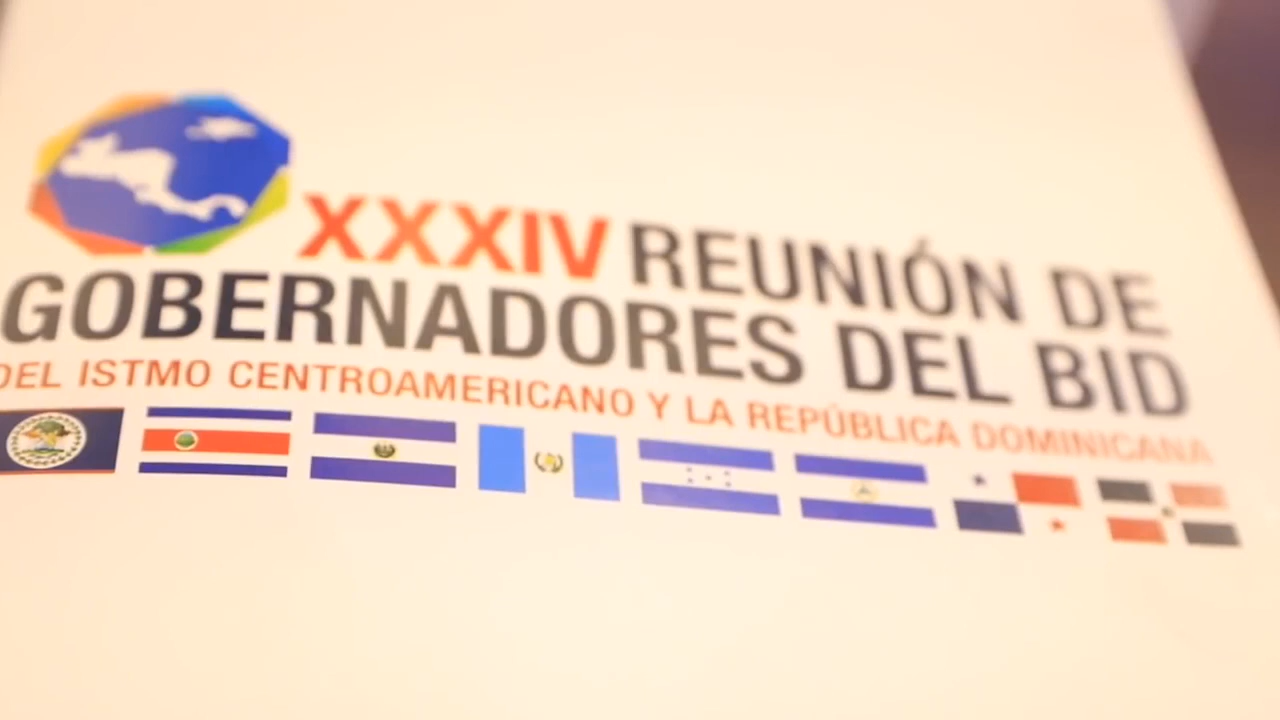 XXXIV REUNIÓN DE
GOBERNADORES DEL BID
DEL ISTMO CENTROAMERICANO Y LA REPÚBLICA DOMINICANA